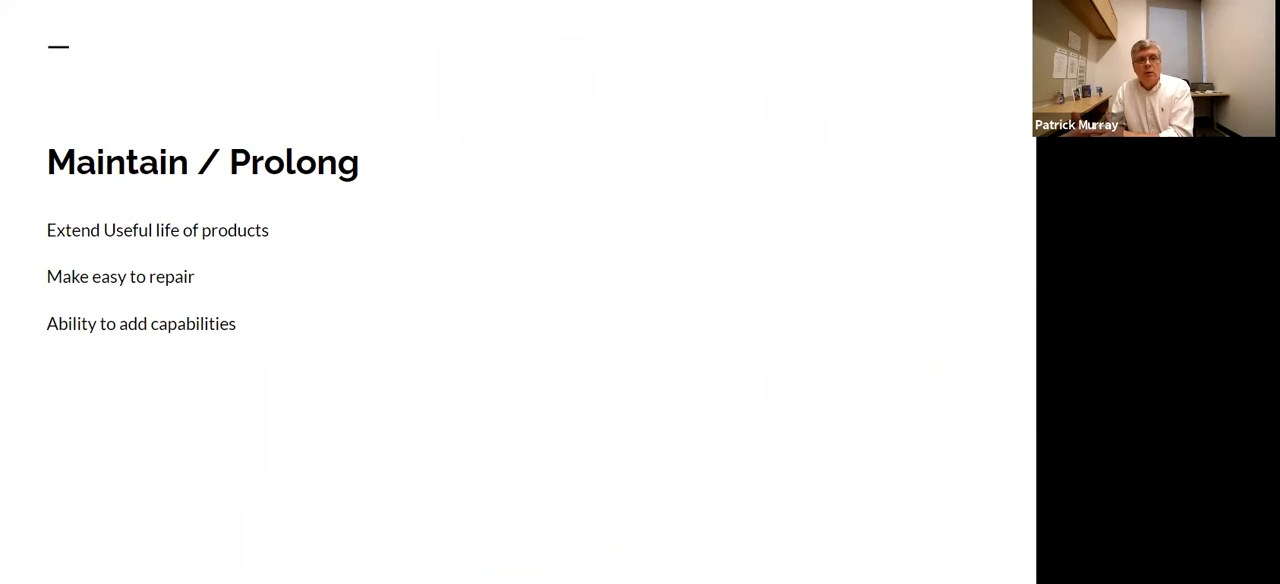 Maintain / Prolong
Extend Useful life of products
Make easy to repair
Ability to add capabilities
Patrick Murray